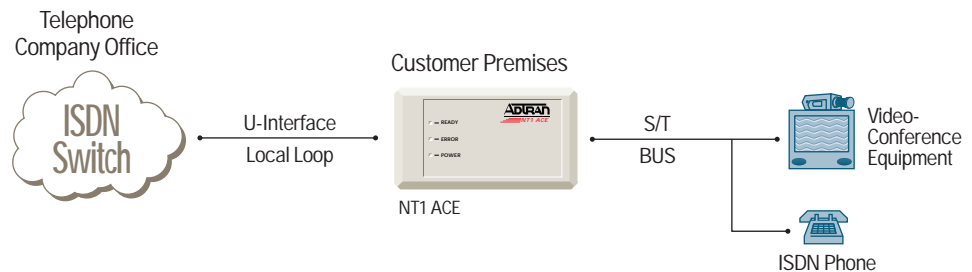 Telephone
Company Office
ISDN
Switch
U-Interface
Local Loop
Customer Premises
ADTRAN
NT1 ACE
READY
ERROR
POWER
NT1 ACE
S/T
BUS
Video-
Conference
Equipment
ISDN Phone